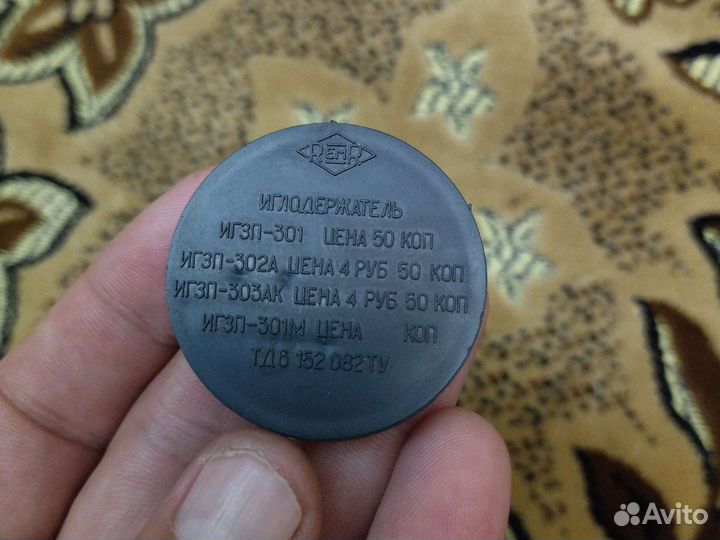 REMR
ИГЛОДЕРЖАТЕЛЬ
ИГЗП-301 ЦЕНА 50 КОП
ИГЗП-302А ЦЕНА 4 РУБ 50 КОП
ИГЗП-303АК ЦЕНА 4 РУБ 50 КОП
ИГЗП-301М ЦЕНА КОП
ТД6 152 082 ТУ
Avito